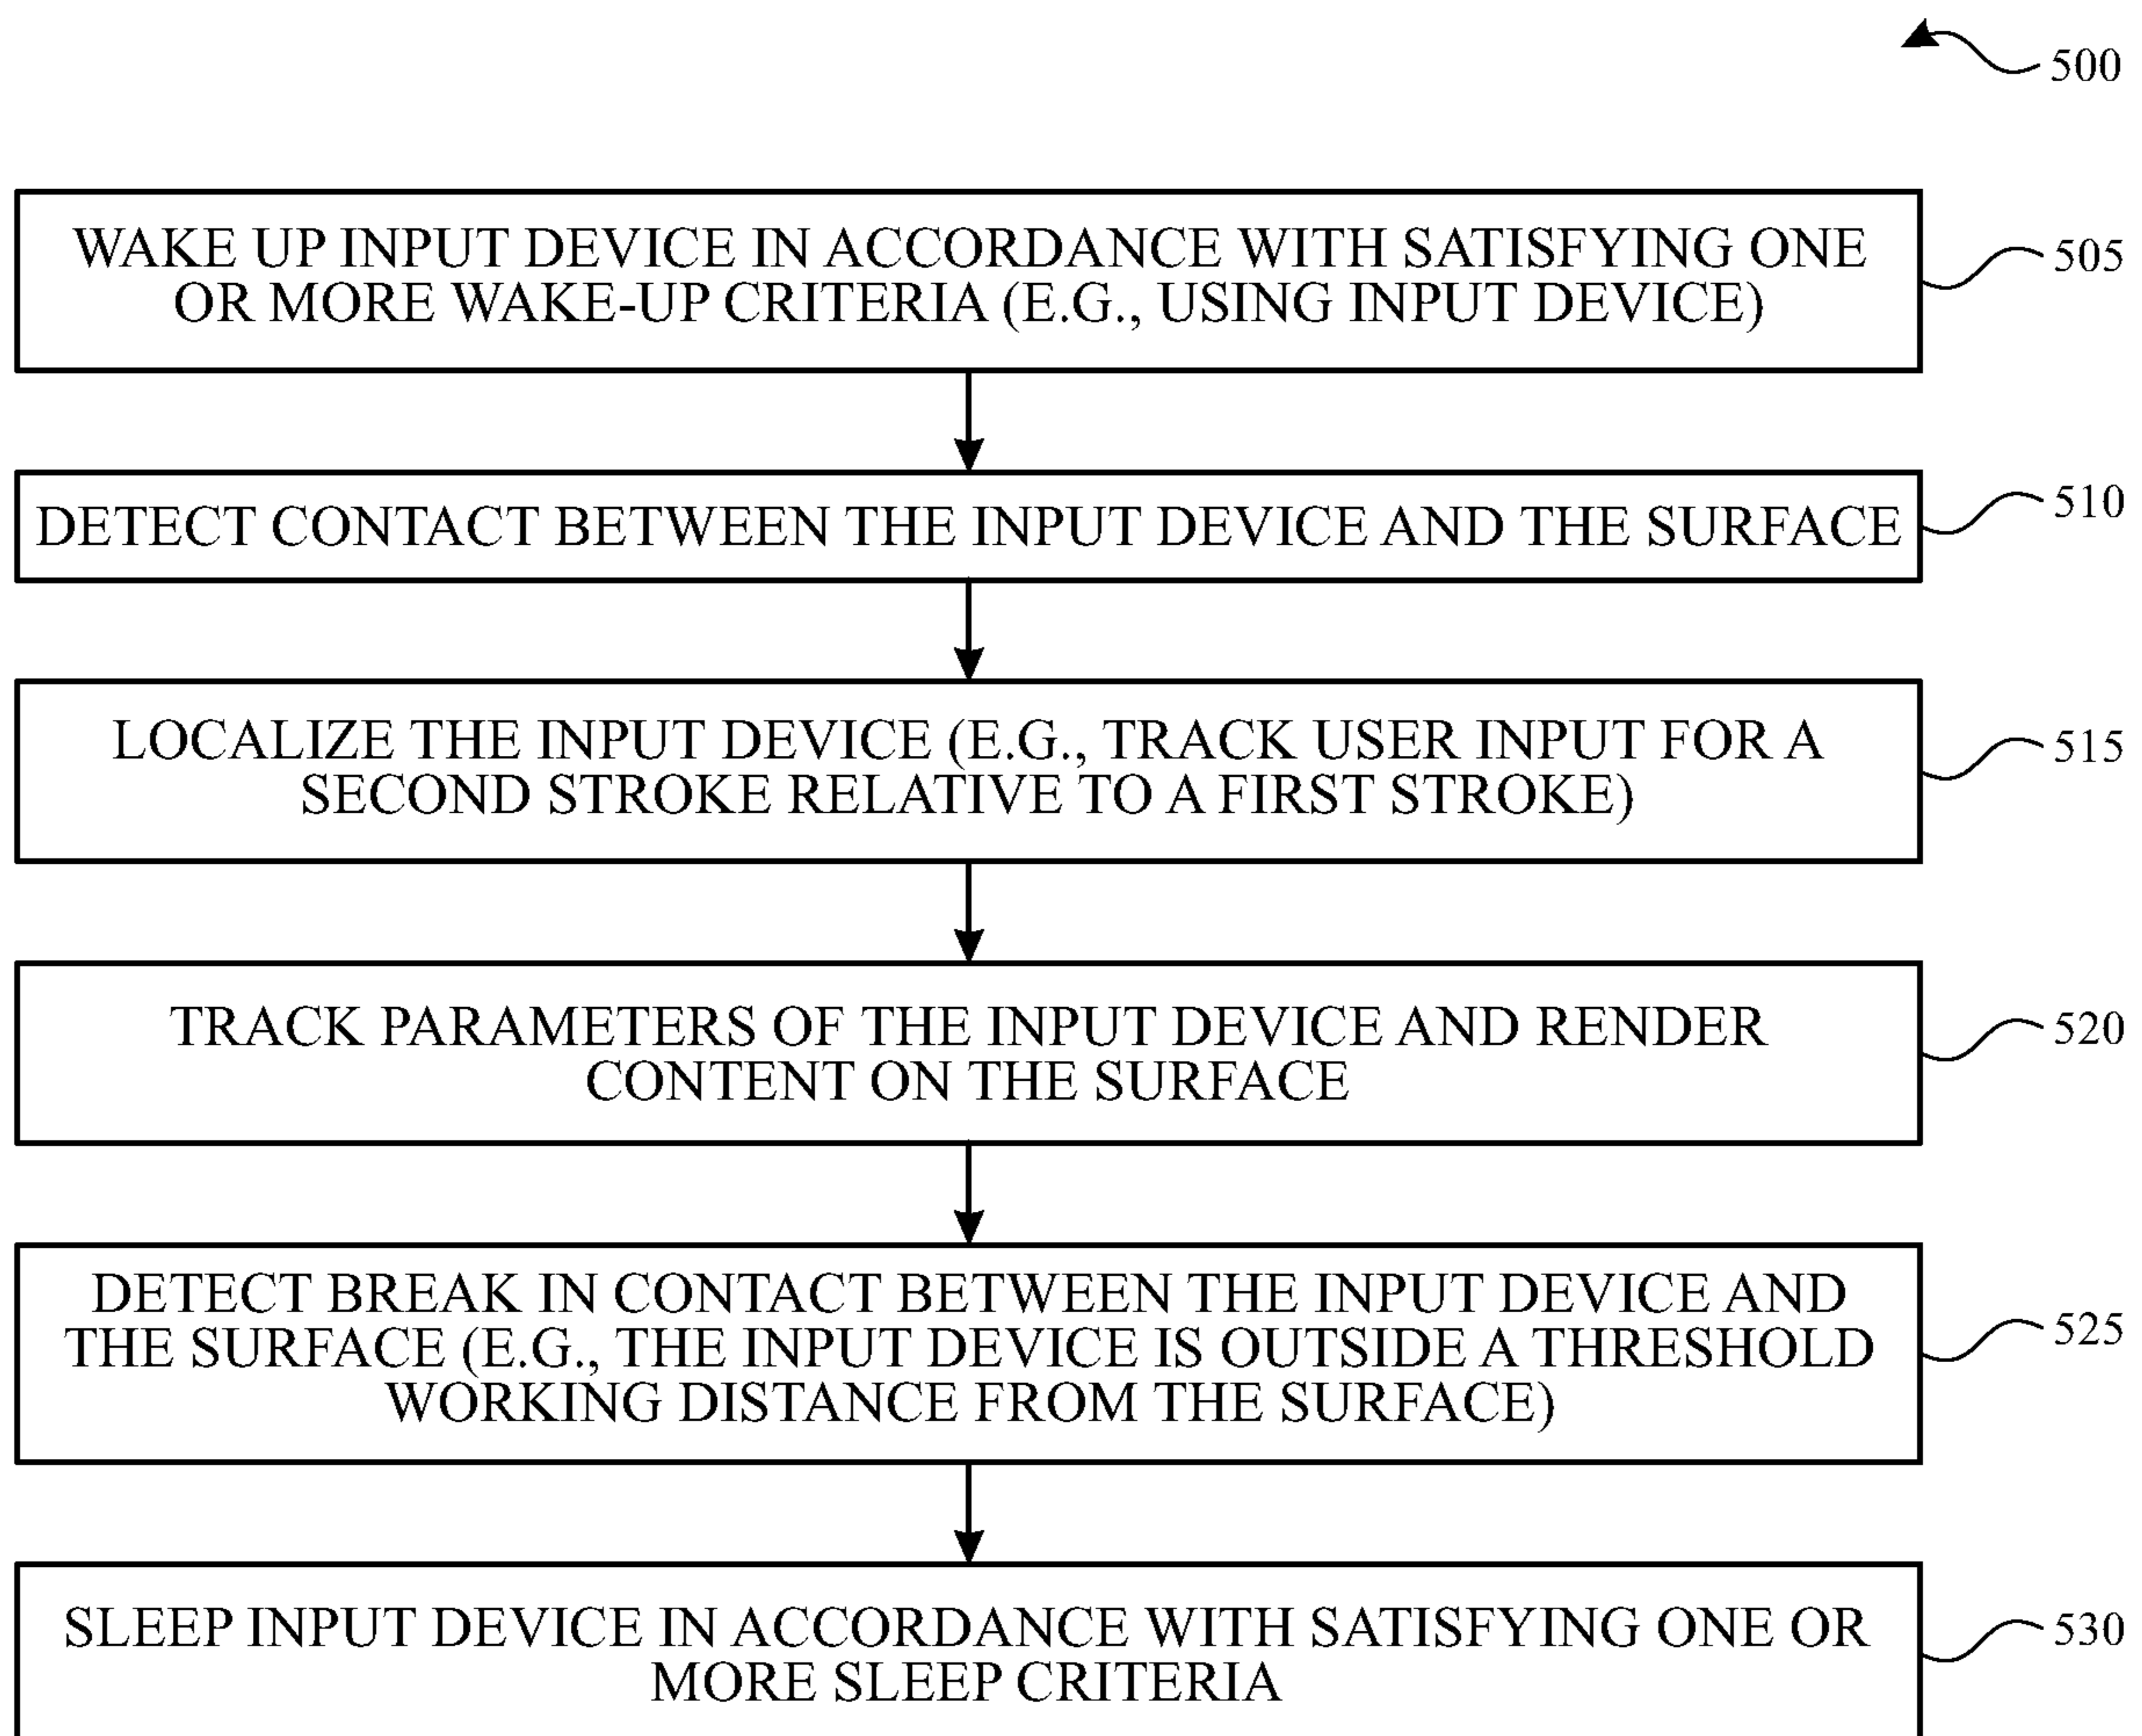 500
WAKE UP INPUT DEVICE IN ACCORDANCE WITH SATISFYING ONE
OR MORE WAKE-UP CRITERIA (E.G., USING INPUT DEVICE)
505
DETECT CONTACT BETWEEN THE INPUT DEVICE AND THE SURFACE
510
LOCALIZE THE INPUT DEVICE (E.G., TRACK USER INPUT FOR A
SECOND STROKE RELATIVE TO A FIRST STROKE)
515
TRACK PARAMETERS OF THE INPUT DEVICE AND RENDER
CONTENT ON THE SURFACE
520
DETECT BREAK IN CONTACT BETWEEN THE INPUT DEVICE AND
THE SURFACE (E.G., THE INPUT DEVICE IS OUTSIDE A THRESHOLD
WORKING DISTANCE FROM THE SURFACE)
525
SLEEP INPUT DEVICE IN ACCORDANCE WITH SATISFYING ONE OR
MORE SLEEP CRITERIA
530